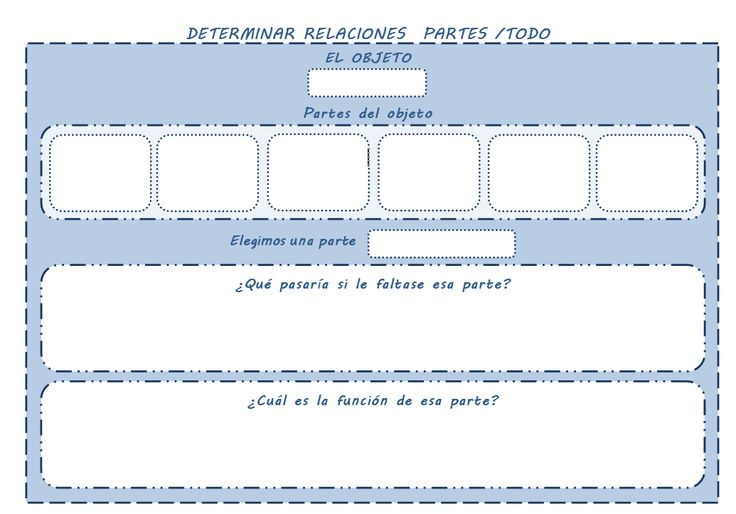 DETERMINAR RELACIONES PARTES /TODO
EL OBJETO
Partes del objeto
Elegimos una parte
¿Qué pasaría si le faltase esa parte?
¿Cuál es la función de esa parte?